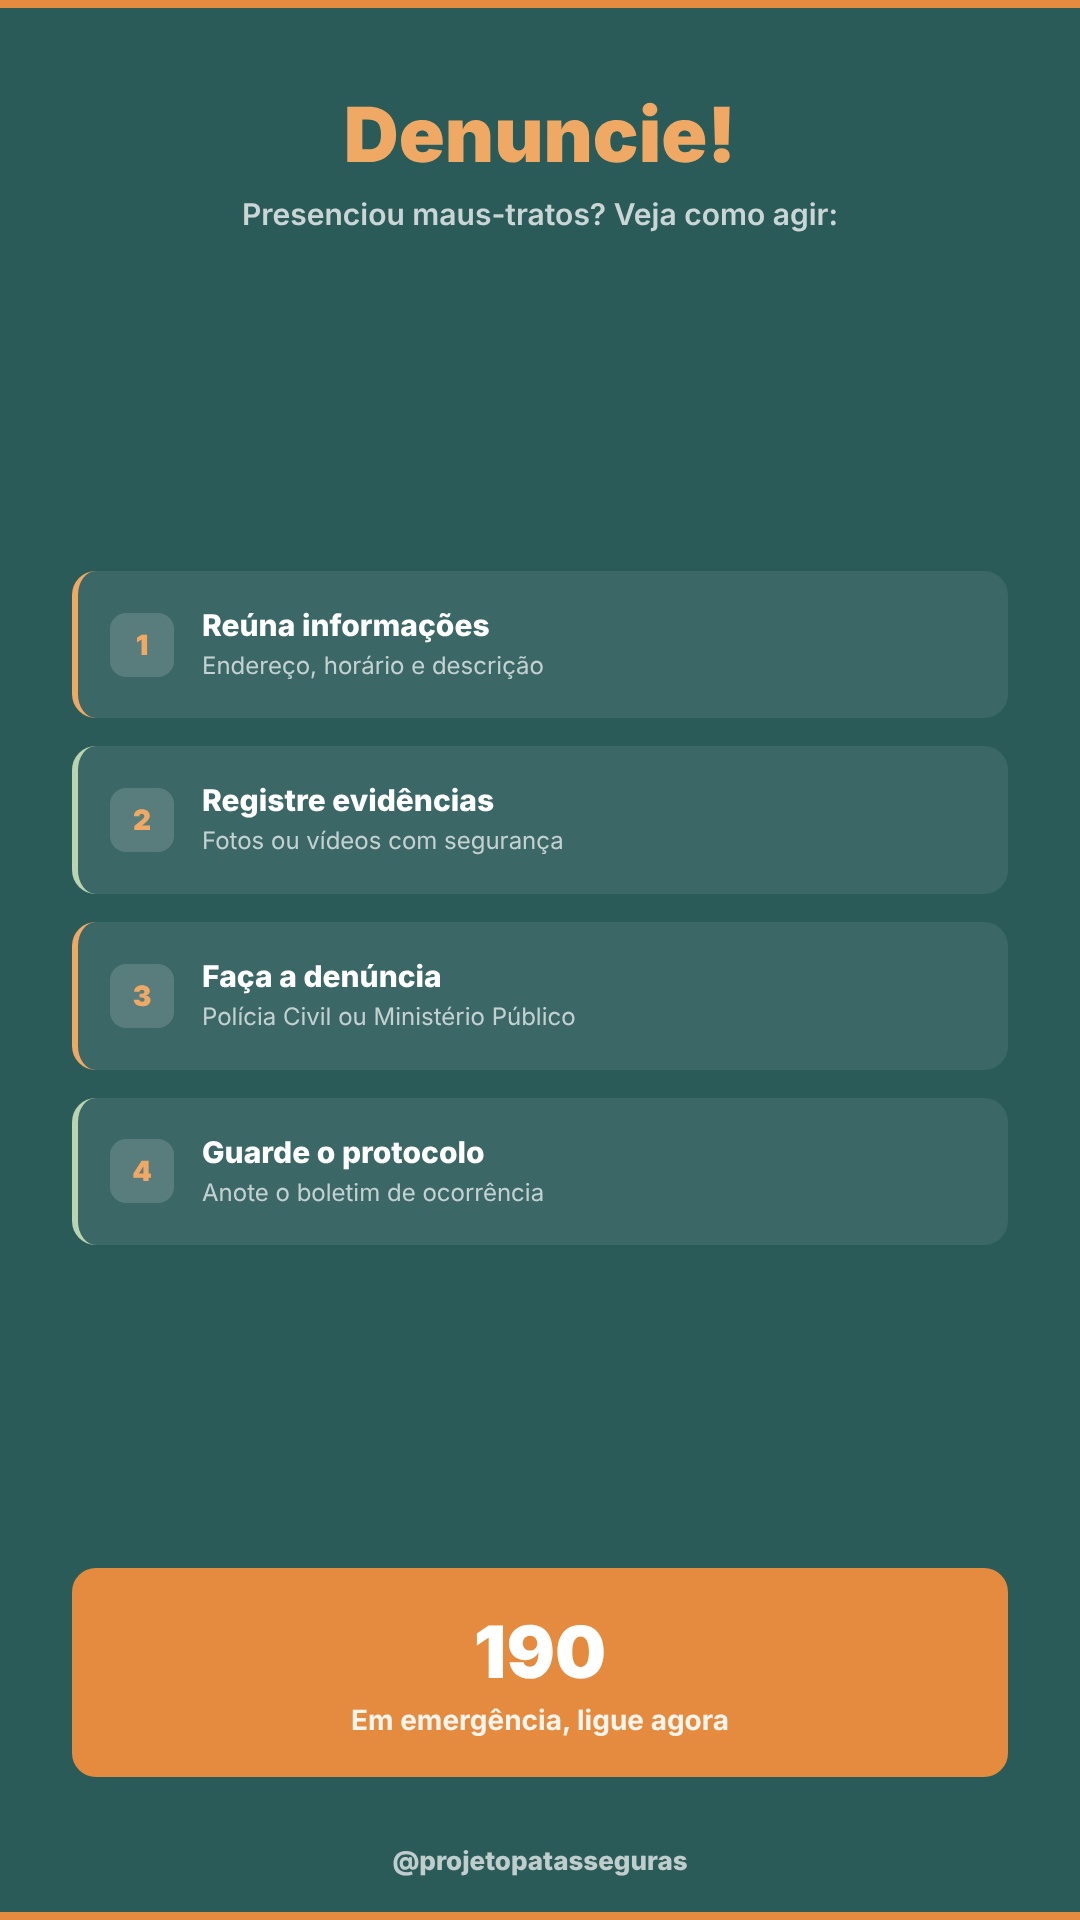 Denuncie!
Presenciou maus-tratos? Veja como agir:
1
Reúna informações
Endereço, horário e descrição
2
Registre evidências
Fotos ou vídeos com segurança
3
Faça a denúncia
Polícia Civil ou Ministério Público
4
Guarde o protocolo
Anote o boletim de ocorrência
190
Em emergência, ligue agora
@projetopatasseguras